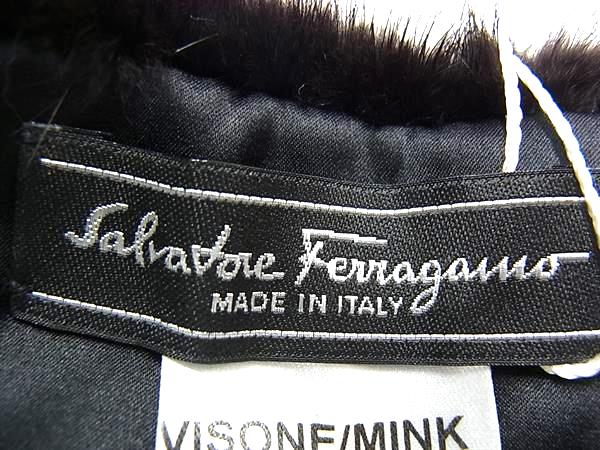 Salvatore Ferragamo
MADE IN ITALY
VISONE/MINK